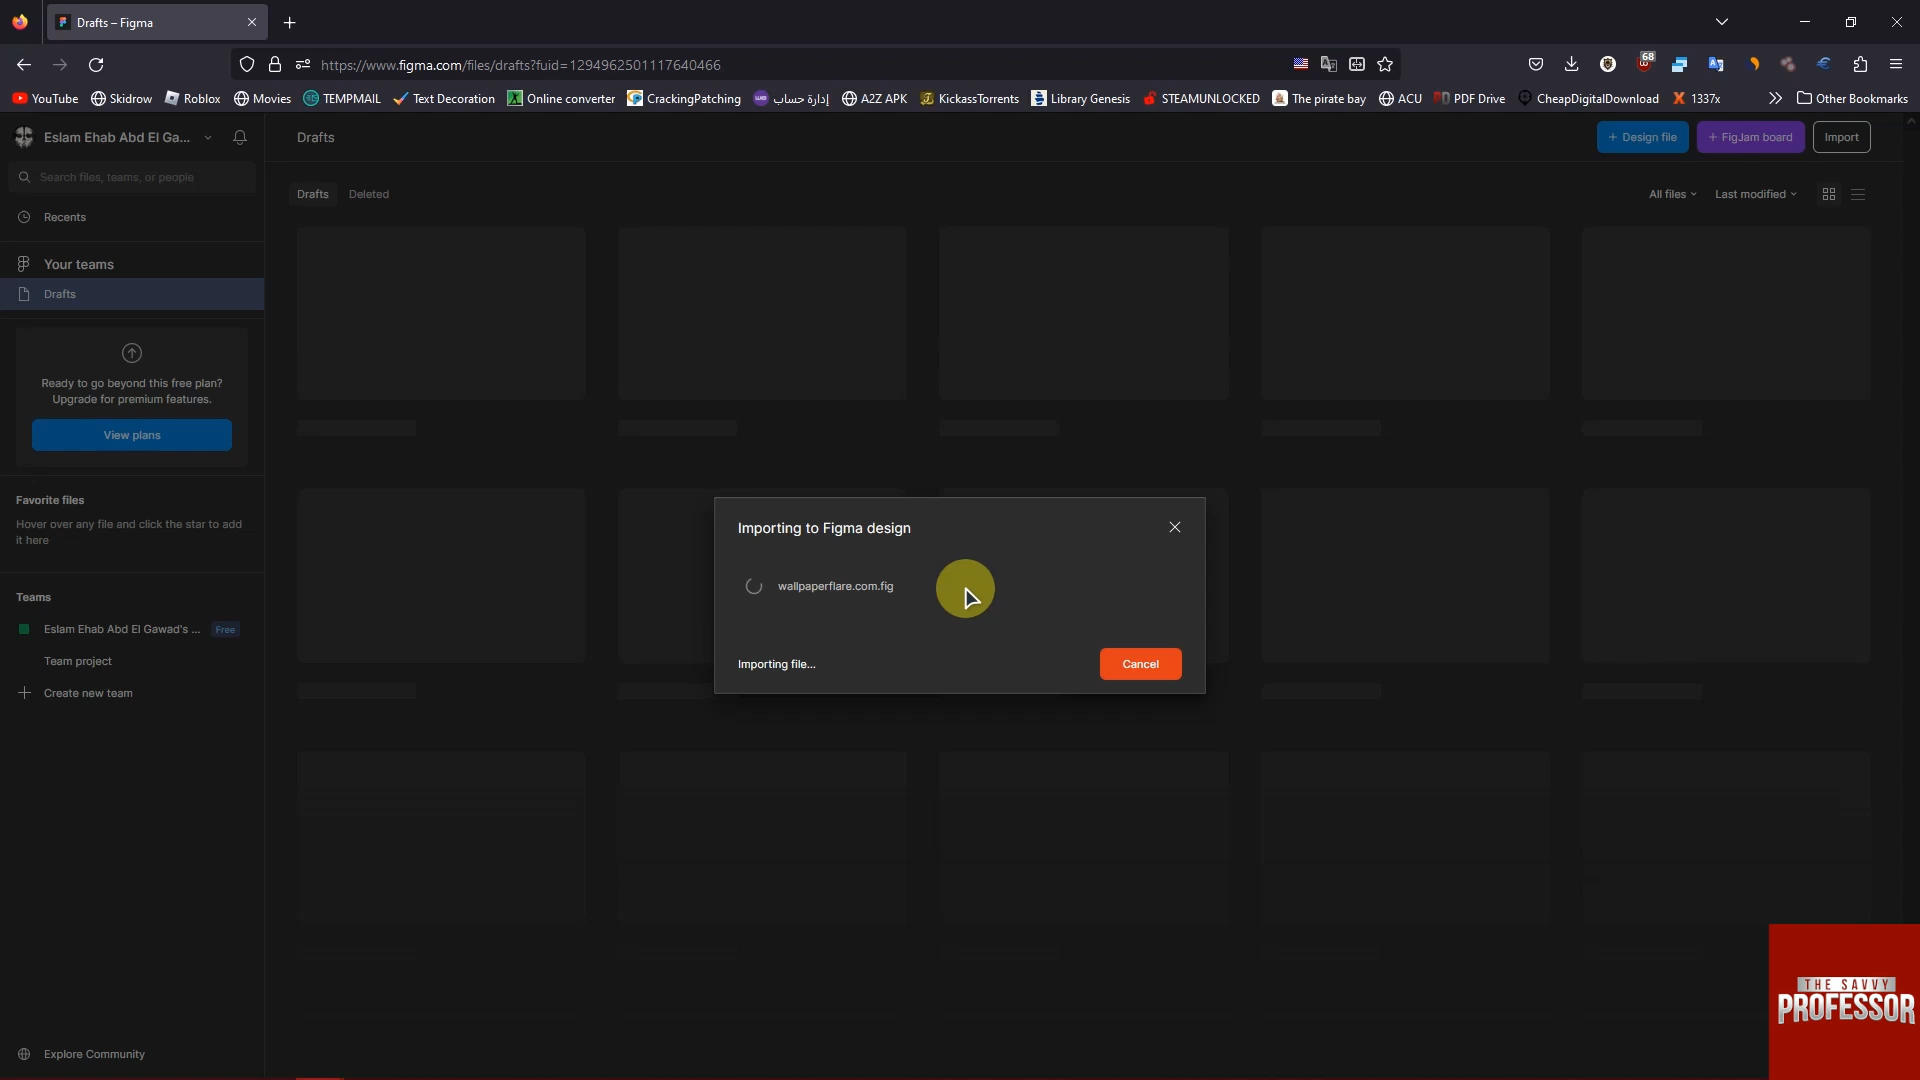 Drafts – Figma
https://www.figma.com/files/drafts?fuid=1294962501117640466
68
YouTube
Skidrow
Roblox
Movies
TEMPMAIL
Text Decoration
Online converter
CrackingPatching
إدارة حساب
A2Z APK
KickassTorrents
Library Genesis
STEAMUNLOCKED
The pirate bay
ACU
PDF Drive
CheapDigitalDownload
1337x
Other Bookmarks
Eslam Ehab Abd El Ga...
Drafts
+ Design file
+ FigJam board
Import
Search files, teams, or people
Drafts
Deleted
All files
Last modified
Recents
Your teams
Drafts
Ready to go beyond this free plan?
Upgrade for premium features.
View plans
Favorite files
Hover over any file and click the star to add
it here
Importing to Figma design
wallpaperflare.com.fig
Importing file...
Cancel
Teams
Eslam Ehab Abd El Gawad's ...
Free
Team project
Create new team
Explore Community
THE SAVVY
PROFESSOR